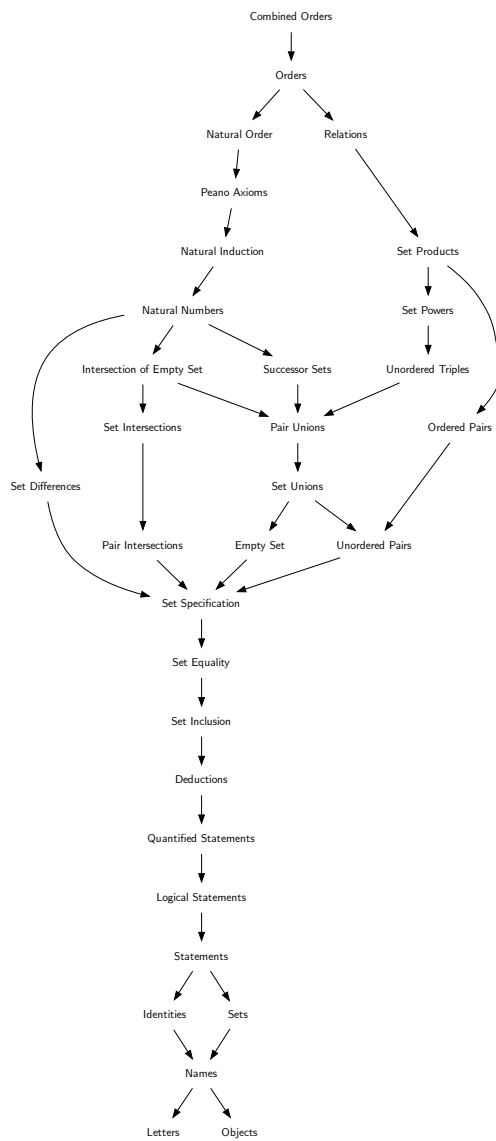 Combined Orders
Orders
Natural Order
Relations
Peano Axioms
Natural Induction
Set Products
Natural Numbers
Set Powers
Intersection of Empty Set
Successor Sets
Unordered Triples
Set Intersections
Pair Unions
Ordered Pairs
Set Differences
Set Unions
Pair Intersections
Empty Set
Unordered Pairs
Set Specification
Set Equality
Set Inclusion
Deductions
Quantified Statements
Logical Statements
Statements
Identities
Sets
Names
Letters
Objects